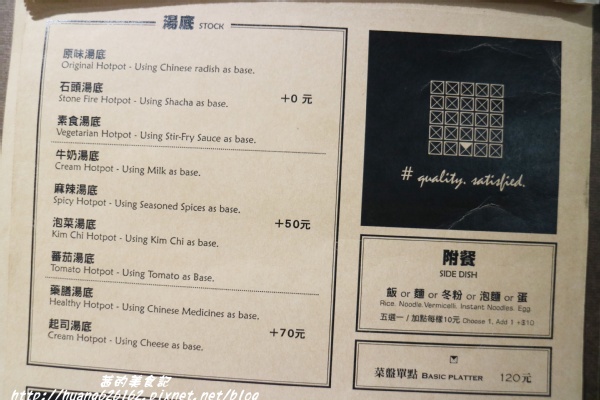 湯底 STOCK
原味湯底
Original Hotpot - Using Chinese radish as base.
石頭湯底
Stone Fire Hotpot - Using Shacha as base.
+0 元
素食湯底
Vegetarian Hotpot - Using Stir-Fry Sauce as base.
牛奶湯底
Cream Hotpot - Using Milk as base.
麻辣湯底
Spicy Hotpot - Using Seasoned Spices as base.
+50元
泡菜湯底
Kim Chi Hotpot - Using Kim Chi as base.
蕃茄湯底
Tomato Hotpot - Using Tomato as Base.
藥膳湯底
Healthy Hotpot - Using Chinese Medicines as base.
+70元
起司湯底
Cream Hotpot - Using Cheese as base.
# quality. satisfied.
附餐
SIDE DISH
飯 or 麵 or 冬粉 or 泡麵 or 蛋
Rice. Noodle Vermicelli. Instant Noodles. Egg
五選一 / 加點每樣10元 Choose 1, Add 1 +$10
菜盤單點 BASIC PLATTER 120元
的美食記